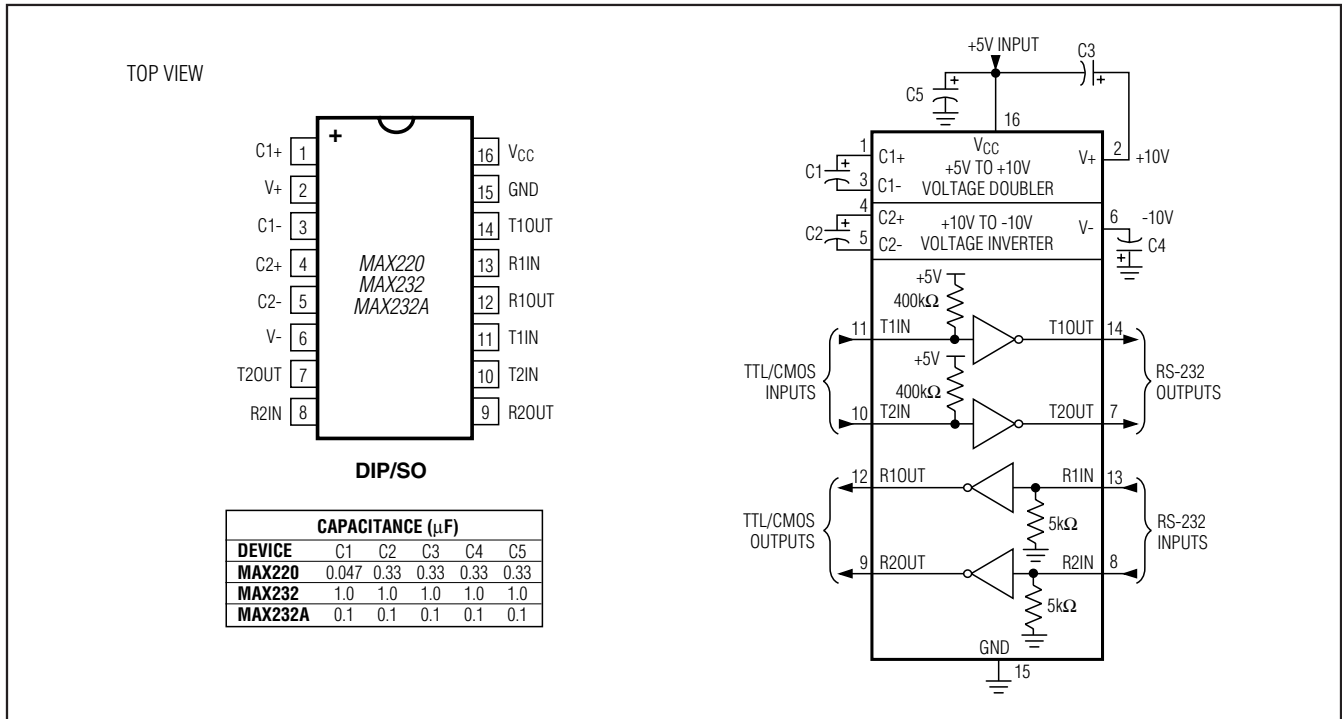 TOP VIEW
+
C1+ 1
V+ 2
C1- 3
C2+ 4
C2- 5
V- 6
T2OUT 7
R2IN 8
16 VCC
15 GND
14 T1OUT
13 R1IN
12 R1OUT
11 T1IN
10 T2IN
9 R2OUT
MAX220
MAX232
MAX232A
DIP/SO
CAPACITANCE (μF)
DEVICE C1 C2 C3 C4 C5
MAX220 0.047 0.33 0.33 0.33 0.33
MAX232 1.0 1.0 1.0 1.0 1.0
MAX232A 0.1 0.1 0.1 0.1 0.1
+5V INPUT
C3
+
C5
+
16
VCC
1 C1+
C1 +
3 C1-
+5V TO +10V
VOLTAGE DOUBLER
V+ 2 +10V
4 C2+
C2 +
5 C2-
+10V TO -10V
VOLTAGE INVERTER
V- 6 -10V
C4
+
+5V
400kΩ
11 T1IN
T1OUT 14
+5V
400kΩ
10 T2IN
T2OUT 7
TTL/CMOS
INPUTS
RS-232
OUTPUTS
12 R1OUT
R1IN 13
5kΩ
9 R2OUT
R2IN 8
5kΩ
TTL/CMOS
OUTPUTS
RS-232
INPUTS
GND
15